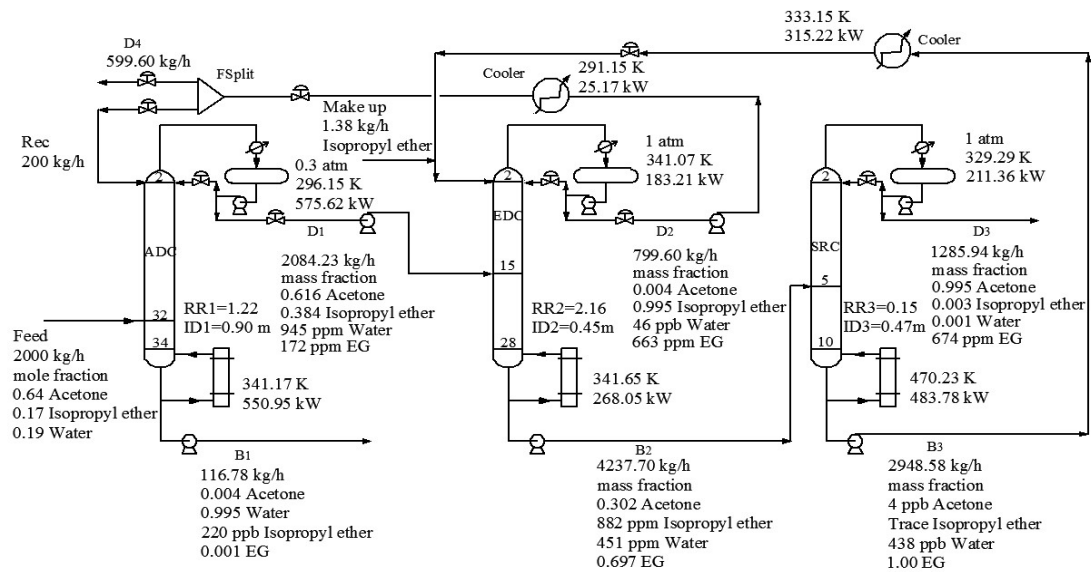 D4
599.60 kg/h
FSplit
Rec
200 kg/h
Cooler
291.15 K
25.17 kW
Make up
1.38 kg/h
Isopropyl ether
333.15 K
315.22 kW
Cooler
2
0.3 atm
296.15 K
575.62 kW
D1
ADC
2084.23 kg/h
mass fraction
0.616 Acetone
0.384 Isopropyl ether
945 ppm Water
172 ppm EG
RR1=1.22
ID1=0.90 m
32
34
Feed
2000 kg/h
mole fraction
0.64 Acetone
0.17 Isopropyl ether
0.19 Water
341.17 K
550.95 kW
B1
116.78 kg/h
0.004 Acetone
0.995 Water
220 ppb Isopropyl ether
0.001 EG
2
1 atm
341.07 K
183.21 kW
EDC
D2
799.60 kg/h
mass fraction
0.004 Acetone
0.995 Isopropyl ether
46 ppb Water
663 ppm EG
15
RR2=2.16
ID2=0.45m
28
341.65 K
268.05 kW
B2
4237.70 kg/h
mass fraction
0.302 Acetone
882 ppm Isopropyl ether
451 ppm Water
0.697 EG
2
1 atm
329.29 K
211.36 kW
SRC
D3
1285.94 kg/h
mass fraction
0.995 Acetone
0.003 Isopropyl ether
0.001 Water
674 ppm EG
5
RR3=0.15
ID3=0.47m
10
470.23 K
483.78 kW
B3
2948.58 kg/h
mass fraction
4 ppb Acetone
Trace Isopropyl ether
438 ppb Water
1.00 EG